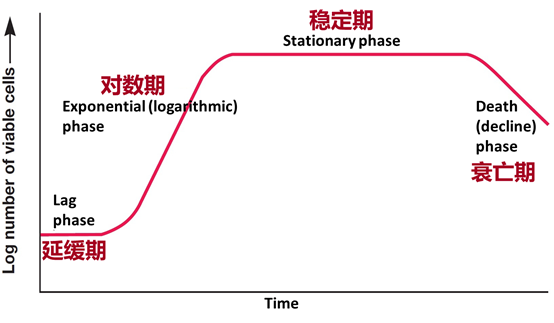 稳定期
Stationary phase
对数期
Exponential (logarithmic)
phase
Death
(decline)
phase
衰亡期
Lag
phase
延缓期
Log number of viable cells
Time